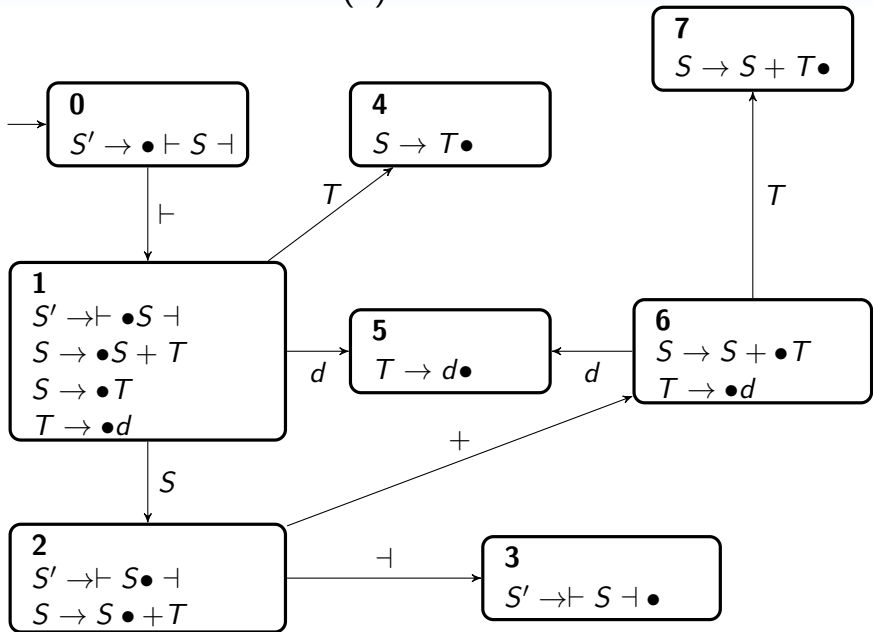 7
S → S + T●
0
S′ → ● ⊢ S ⊣
4
S → T●
T
T
⊢
1
S′ →⊢ ●S ⊣
S → ●S + T
S → ●T
T → ●d
5
T → d●
6
S → S + ●T
T → ●d
d
d
+
S
2
S′ →⊢ S● ⊣
S → S ● +T
⊣
3
S′ →⊢ S ⊣ ●